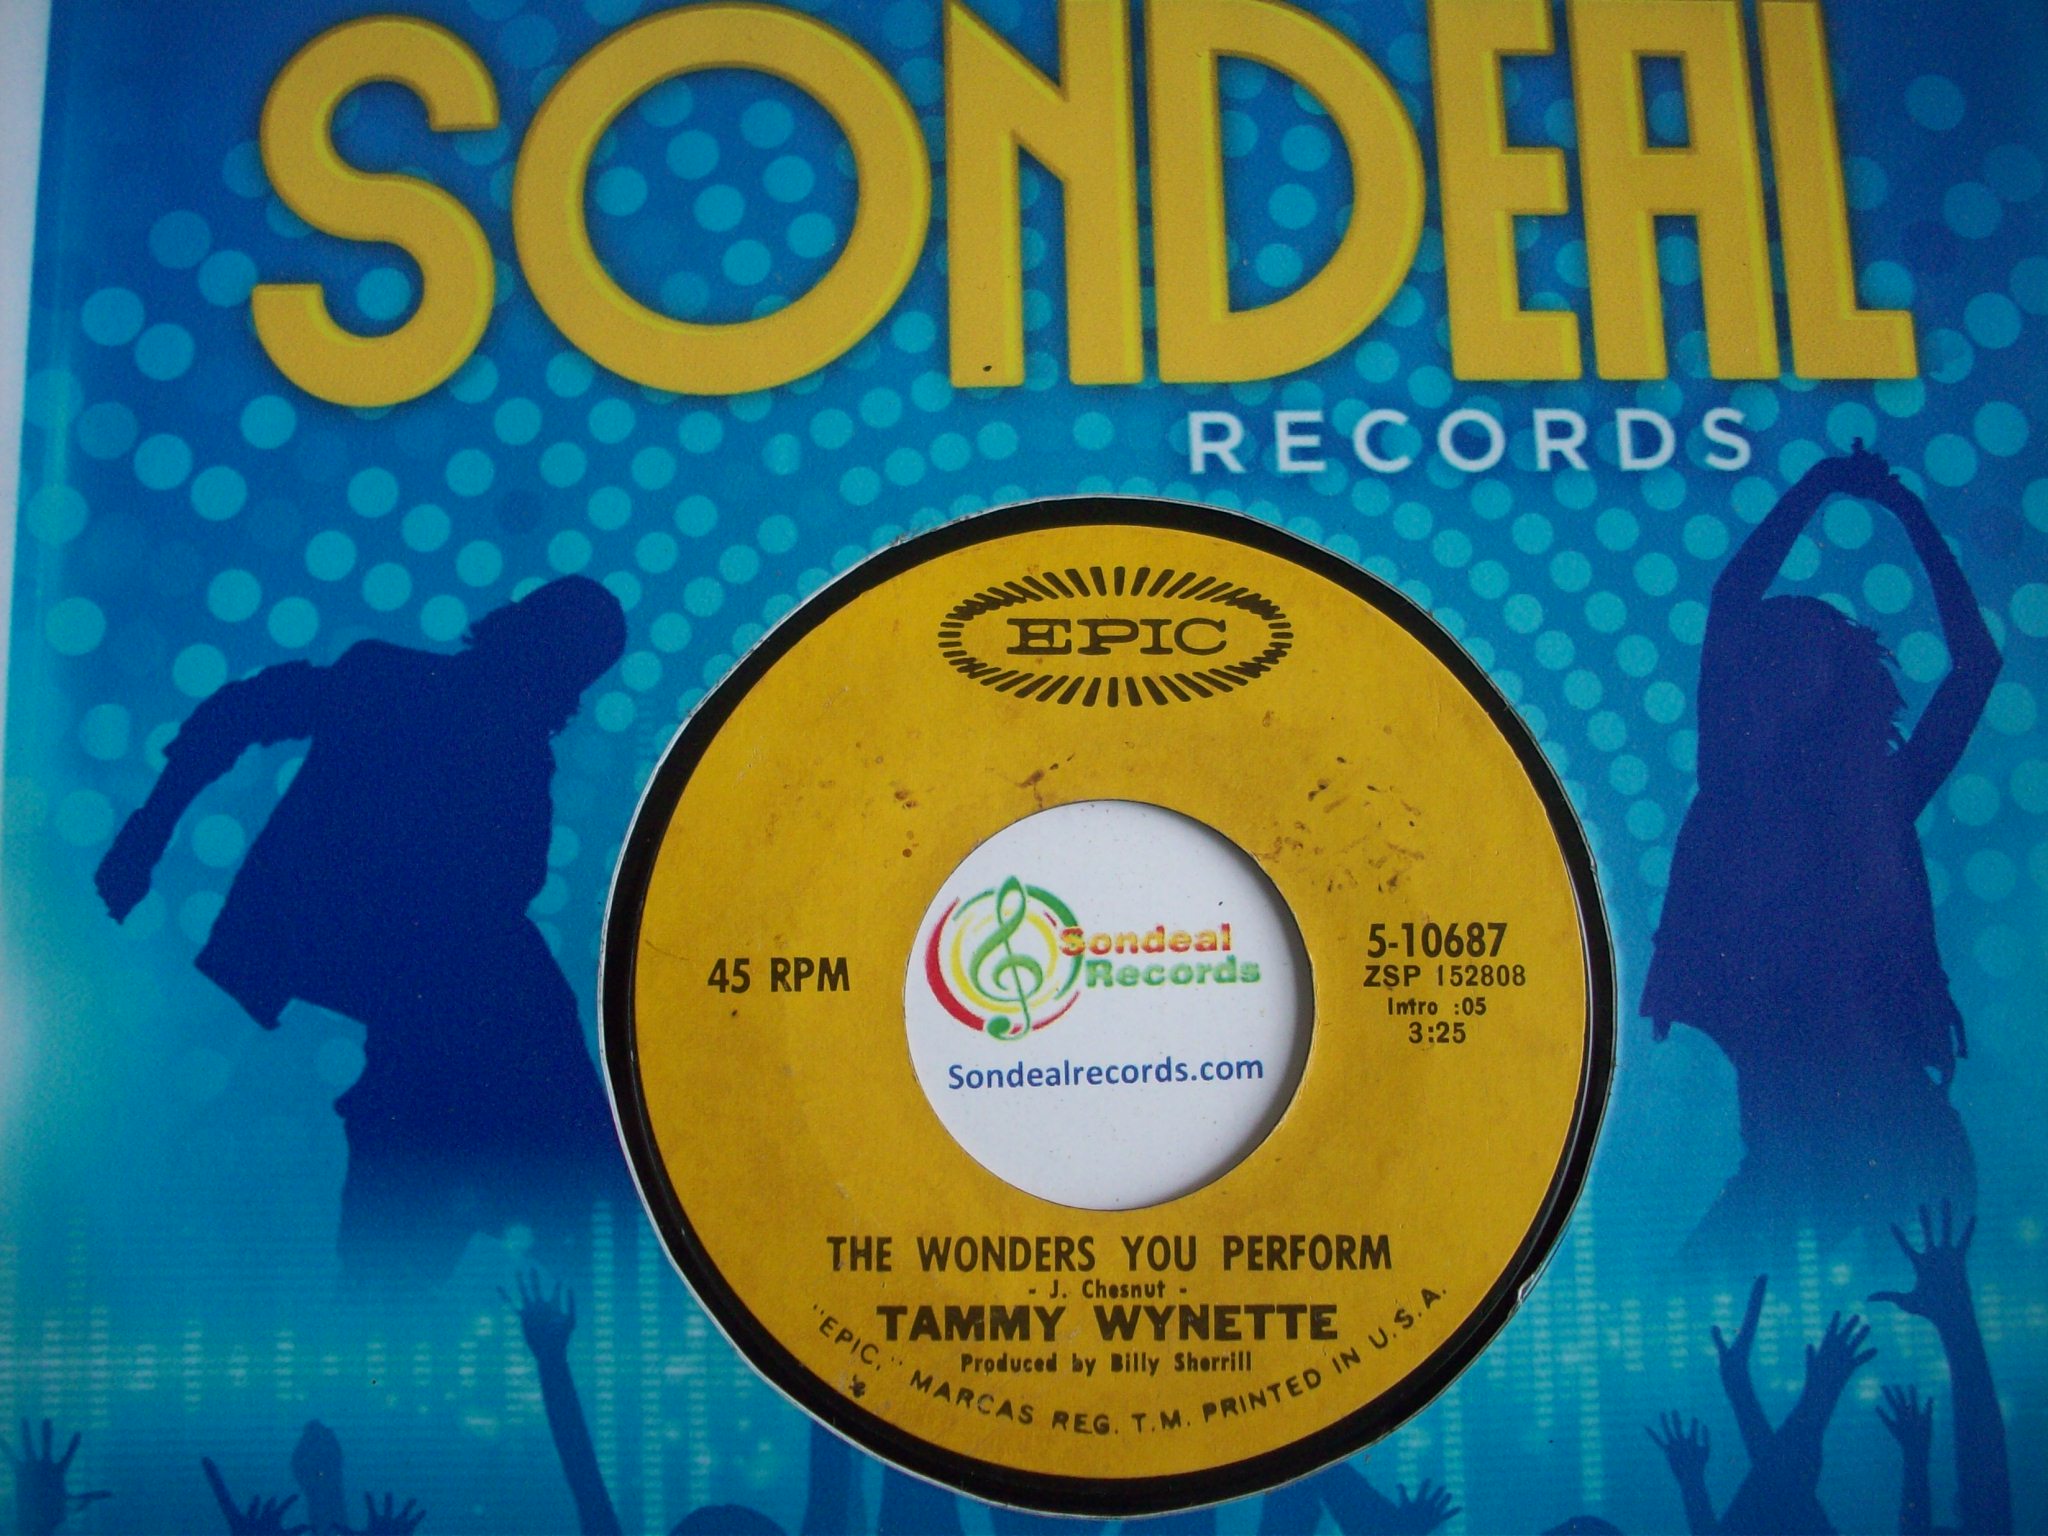 SONDEAL
RECORDS
EPIC
45 RPM
5-10687
ZSP 152808
Intro :05
3:25
Sondeal
Records
Sondealrecords.com
THE WONDERS YOU PERFORM
- J. Chesnut -
TAMMY WYNETTE
Produced by Billy Sherrill
"EPIC," MARCAS REG. T.M. PRINTED IN U.S.A.